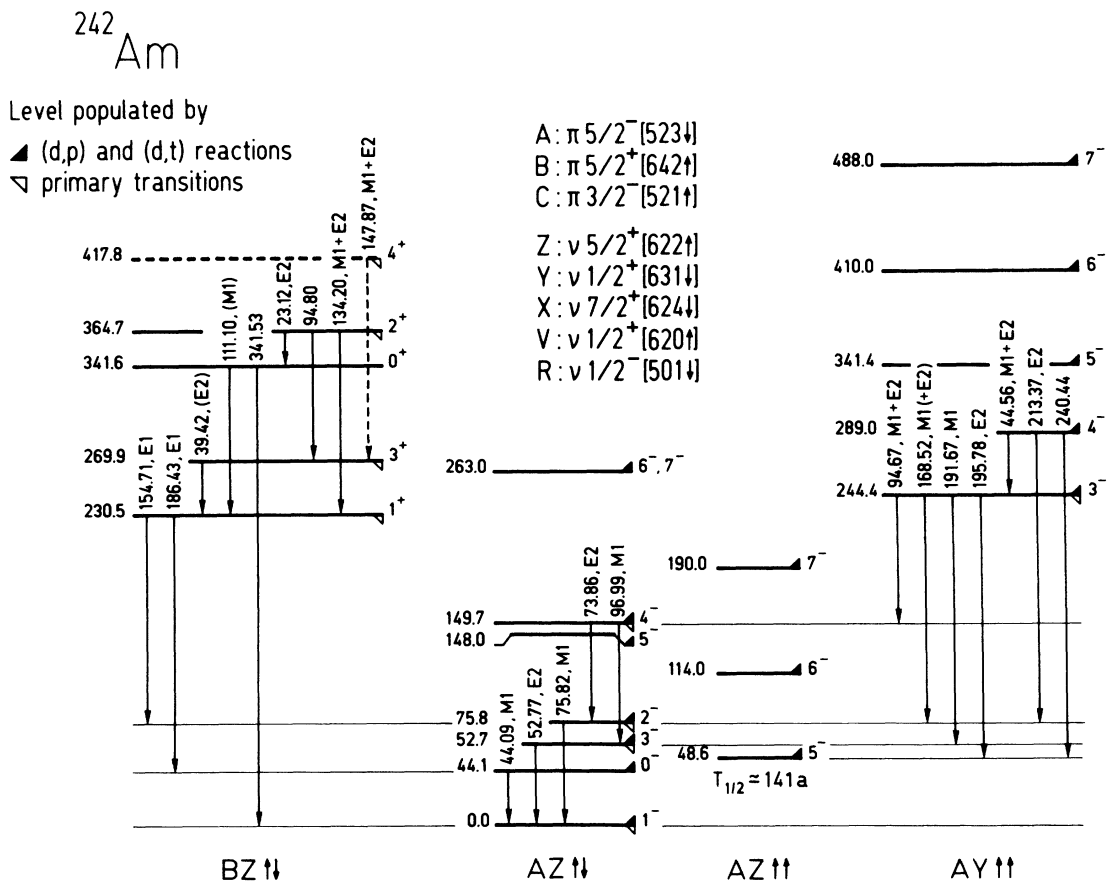 ²⁴²Am
Level populated by
◢ (d,p) and (d,t) reactions
◹ primary transitions
A: π 5/2⁻ [523↓]
B: π 5/2⁺ [642↑]
C: π 3/2⁻ [521↑]
Z: ν 5/2⁺ [622↑]
Y: ν 1/2⁺ [631↓]
X: ν 7/2⁺ [624↓]
V: ν 1/2⁺ [620↑]
R: ν 1/2⁻ [501↓]
417.8 4⁺
364.7 2⁺
341.6 0⁺
269.9 3⁺
230.5 1⁺
154.71, E1
186.43, E1
39.42, (E2)
111.10, (M1)
341.53
23.12, E2
94.80
134.20, M1+E2
147.87, M1+E2
BZ↑↓
263.0 6⁻,7⁻
149.7 4⁻
148.0 5⁻
75.8 2⁻
52.7 3⁻
44.1 0⁻
0.0 1⁻
44.09, M1
52.77, E2
75.82, M1
73.86, E2
96.99, M1
AZ↑↓
190.0 7⁻
114.0 6⁻
48.6 5⁻
T₁/₂ ≃ 141a
AZ↑↑
488.0 7⁻
410.0 6⁻
341.4 5⁻
289.0 4⁻
244.4 3⁻
94.67, M1+E2
168.52, M1(+E2)
191.67, M1
195.78, E2
44.56, M1+E2
213.37, E2
240.44
AY↑↑